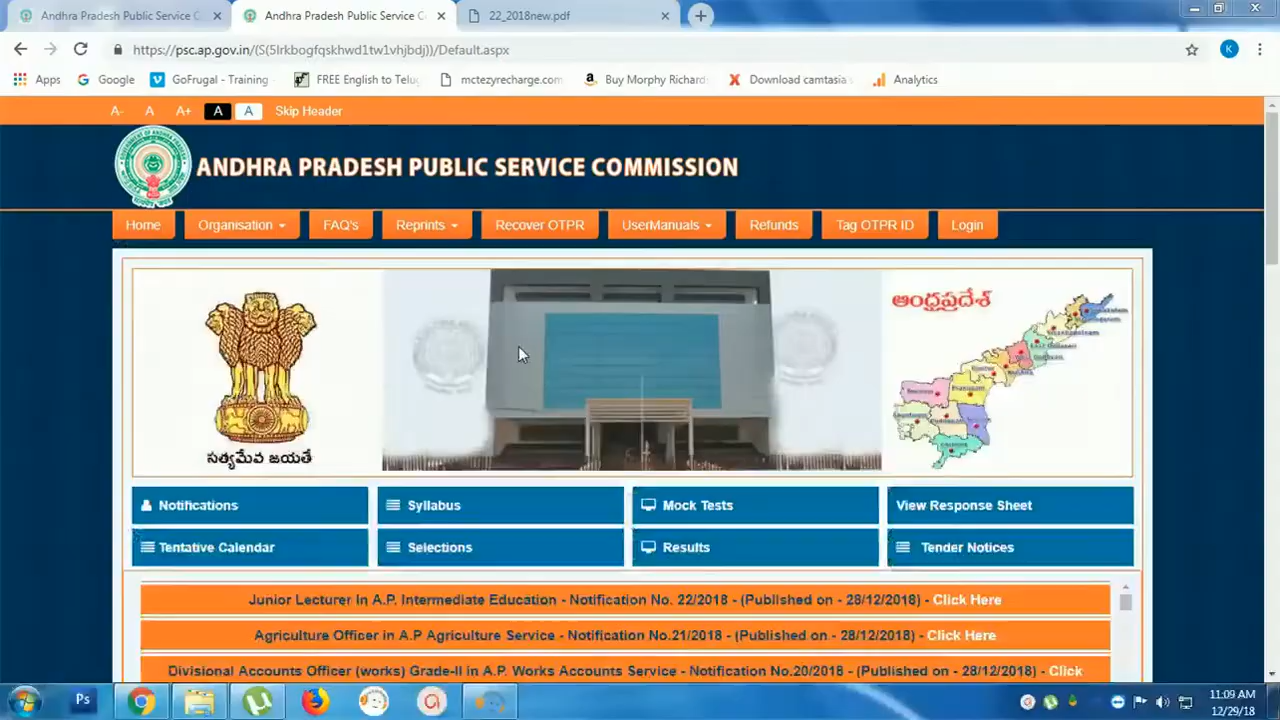 Andhra Pradesh Public Service C
Andhra Pradesh Public Service C
22_2018new.pdf
https://psc.ap.gov.in/(S(5lrkbogfqskhwd1tw1vhjbdj))/Default.aspx
K
Apps
Google
GoFrugal - Training
FREE English to Telu
mctezyrecharge.com
Buy Morphy Richard
Download camtasia s
Analytics
A-
A
A+
A
A
Skip Header
ANDHRA PRADESH PUBLIC SERVICE COMMISSION
Home
Organisation
FAQ's
Reprints
Recover OTPR
UserManuals
Refunds
Tag OTPR ID
Login
సత్యమేవ జయతే
ఆంధ్రప్రదేశ్
Notifications
Syllabus
Mock Tests
View Response Sheet
Tentative Calendar
Selections
Results
Tender Notices
Junior Lecturer In A.P. Intermediate Education - Notification No. 22/2018 - (Published on - 28/12/2018) - Click Here
Agriculture Officer in A.P Agriculture Service - Notification No.21/2018 - (Published on - 28/12/2018) - Click Here
Divisional Accounts Officer (works) Grade-II in A.P. Works Accounts Service - Notification No.20/2018 - (Published on - 28/12/2018) - Click
Ps
11:09 AM
12/29/18